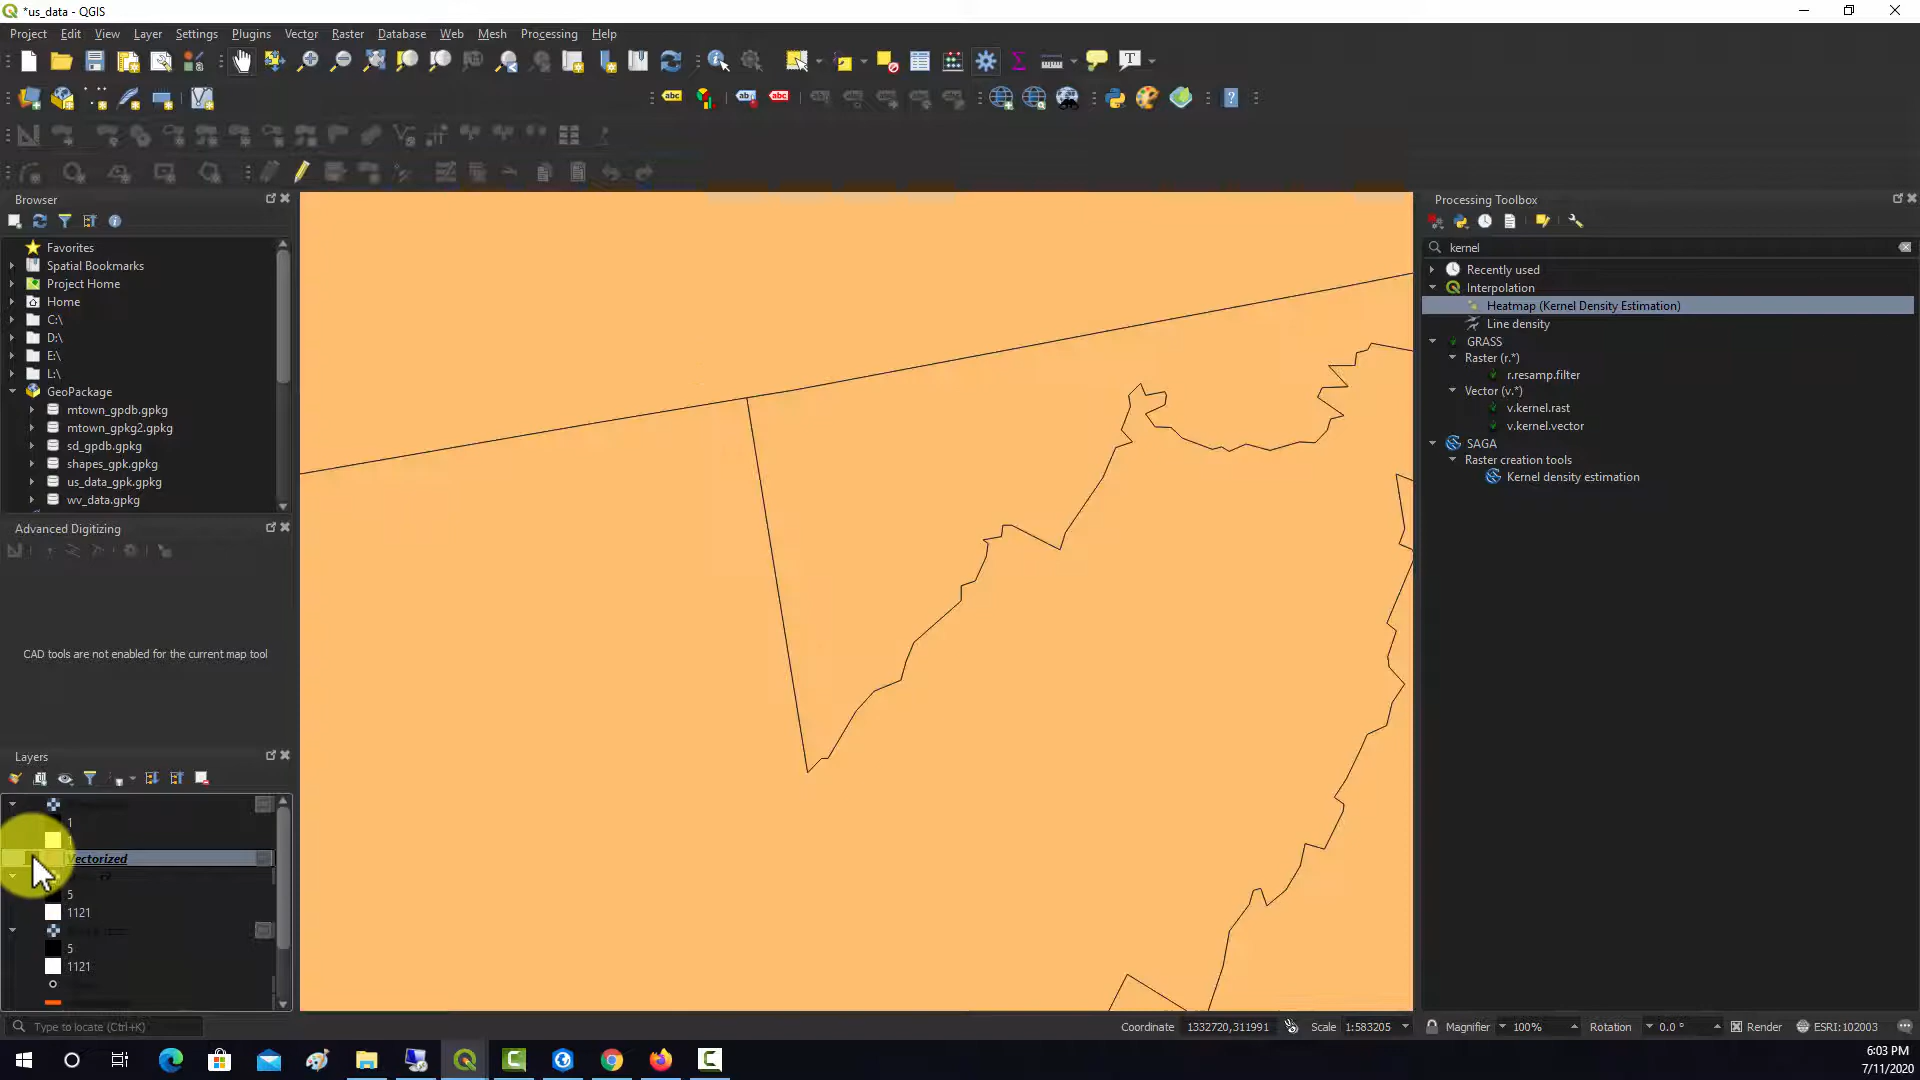 *us_data - QGIS
Project Edit View Layer Settings Plugins Vector Raster Database Web Mesh Processing Help
Browser
Favorites
Spatial Bookmarks
Project Home
Home
C:\
D:\
E:\
L:\
GeoPackage
mtown_gpdb.gpkg
mtown_gpkg2.gpkg
sd_gpdb.gpkg
shapes_gpk.gpkg
us_data_gpk.gpkg
wv_data.gpkg
Advanced Digitizing
CAD tools are not enabled for the current map tool
Layers
1
1
Vectorized
5
1121
5
1121
Type to locate (Ctrl+K)
Processing Toolbox
kernel
Recently used
Interpolation
Heatmap (Kernel Density Estimation)
Line density
GRASS
Raster (r.*)
r.resamp.filter
Vector (v.*)
v.kernel.rast
v.kernel.vector
SAGA
Raster creation tools
Kernel density estimation
Coordinate 1332720,311991 Scale 1:583205 Magnifier 100% Rotation 0.0 ° Render ESRI:102003
6:03 PM
7/11/2020